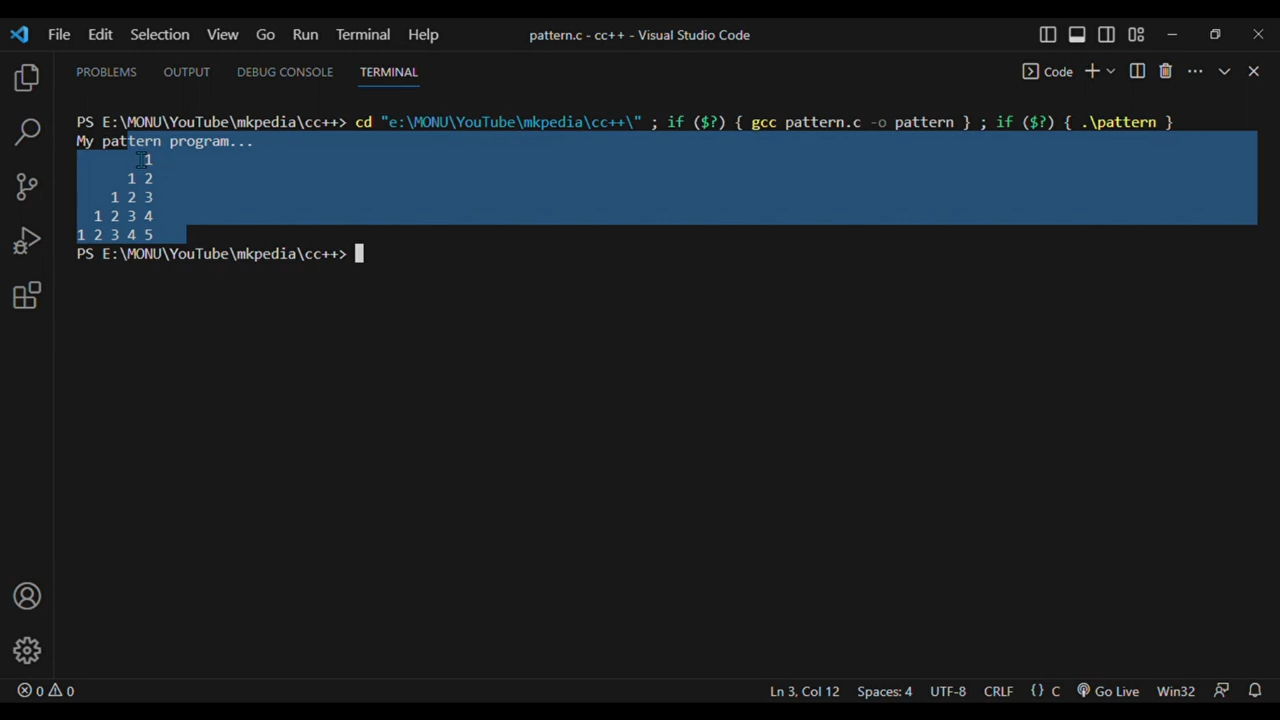 File Edit Selection View Go Run Terminal Help pattern.c - cc++ - Visual Studio Code
PROBLEMS OUTPUT DEBUG CONSOLE TERMINAL Code
PS E:\MONU\YouTube\mkpedia\cc++> cd "e:\MONU\YouTube\mkpedia\cc++\" ; if ($?) { gcc pattern.c -o pattern } ; if ($?) { .\pattern }
My pattern program...
1
1 2
1 2 3
1 2 3 4
1 2 3 4 5
PS E:\MONU\YouTube\mkpedia\cc++>
0 0 Ln 3, Col 12 Spaces: 4 UTF-8 CRLF {} C Go Live Win32